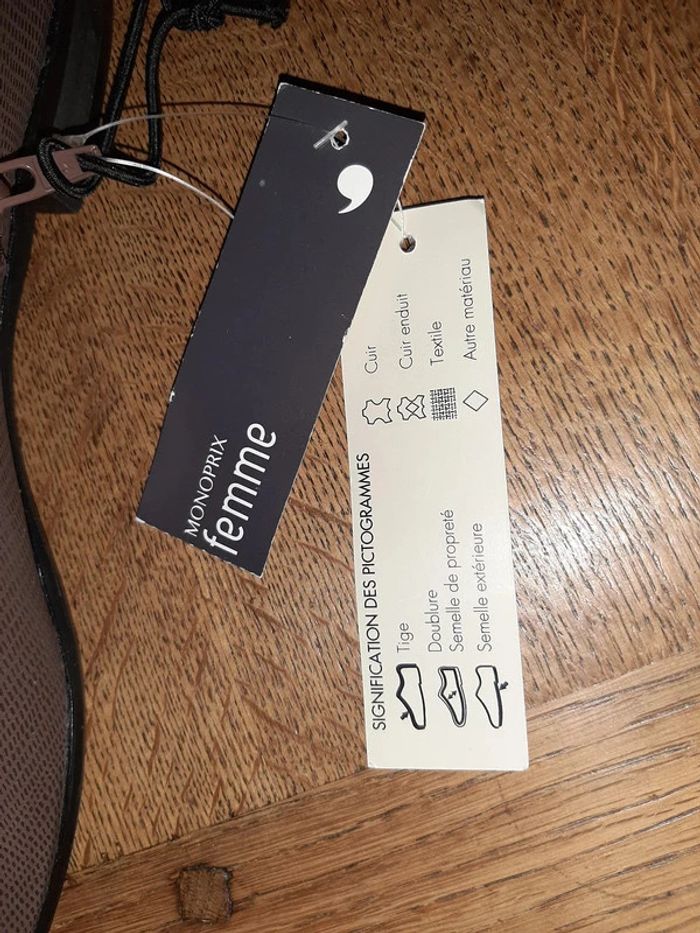 MONOPRIX
femme
SIGNIFICATION DES PICTOGRAMMES
Tige
Doublure
Semelle de propreté
Semelle extérieure
Cuir
Cuir enduit
Textile
Autre matériau